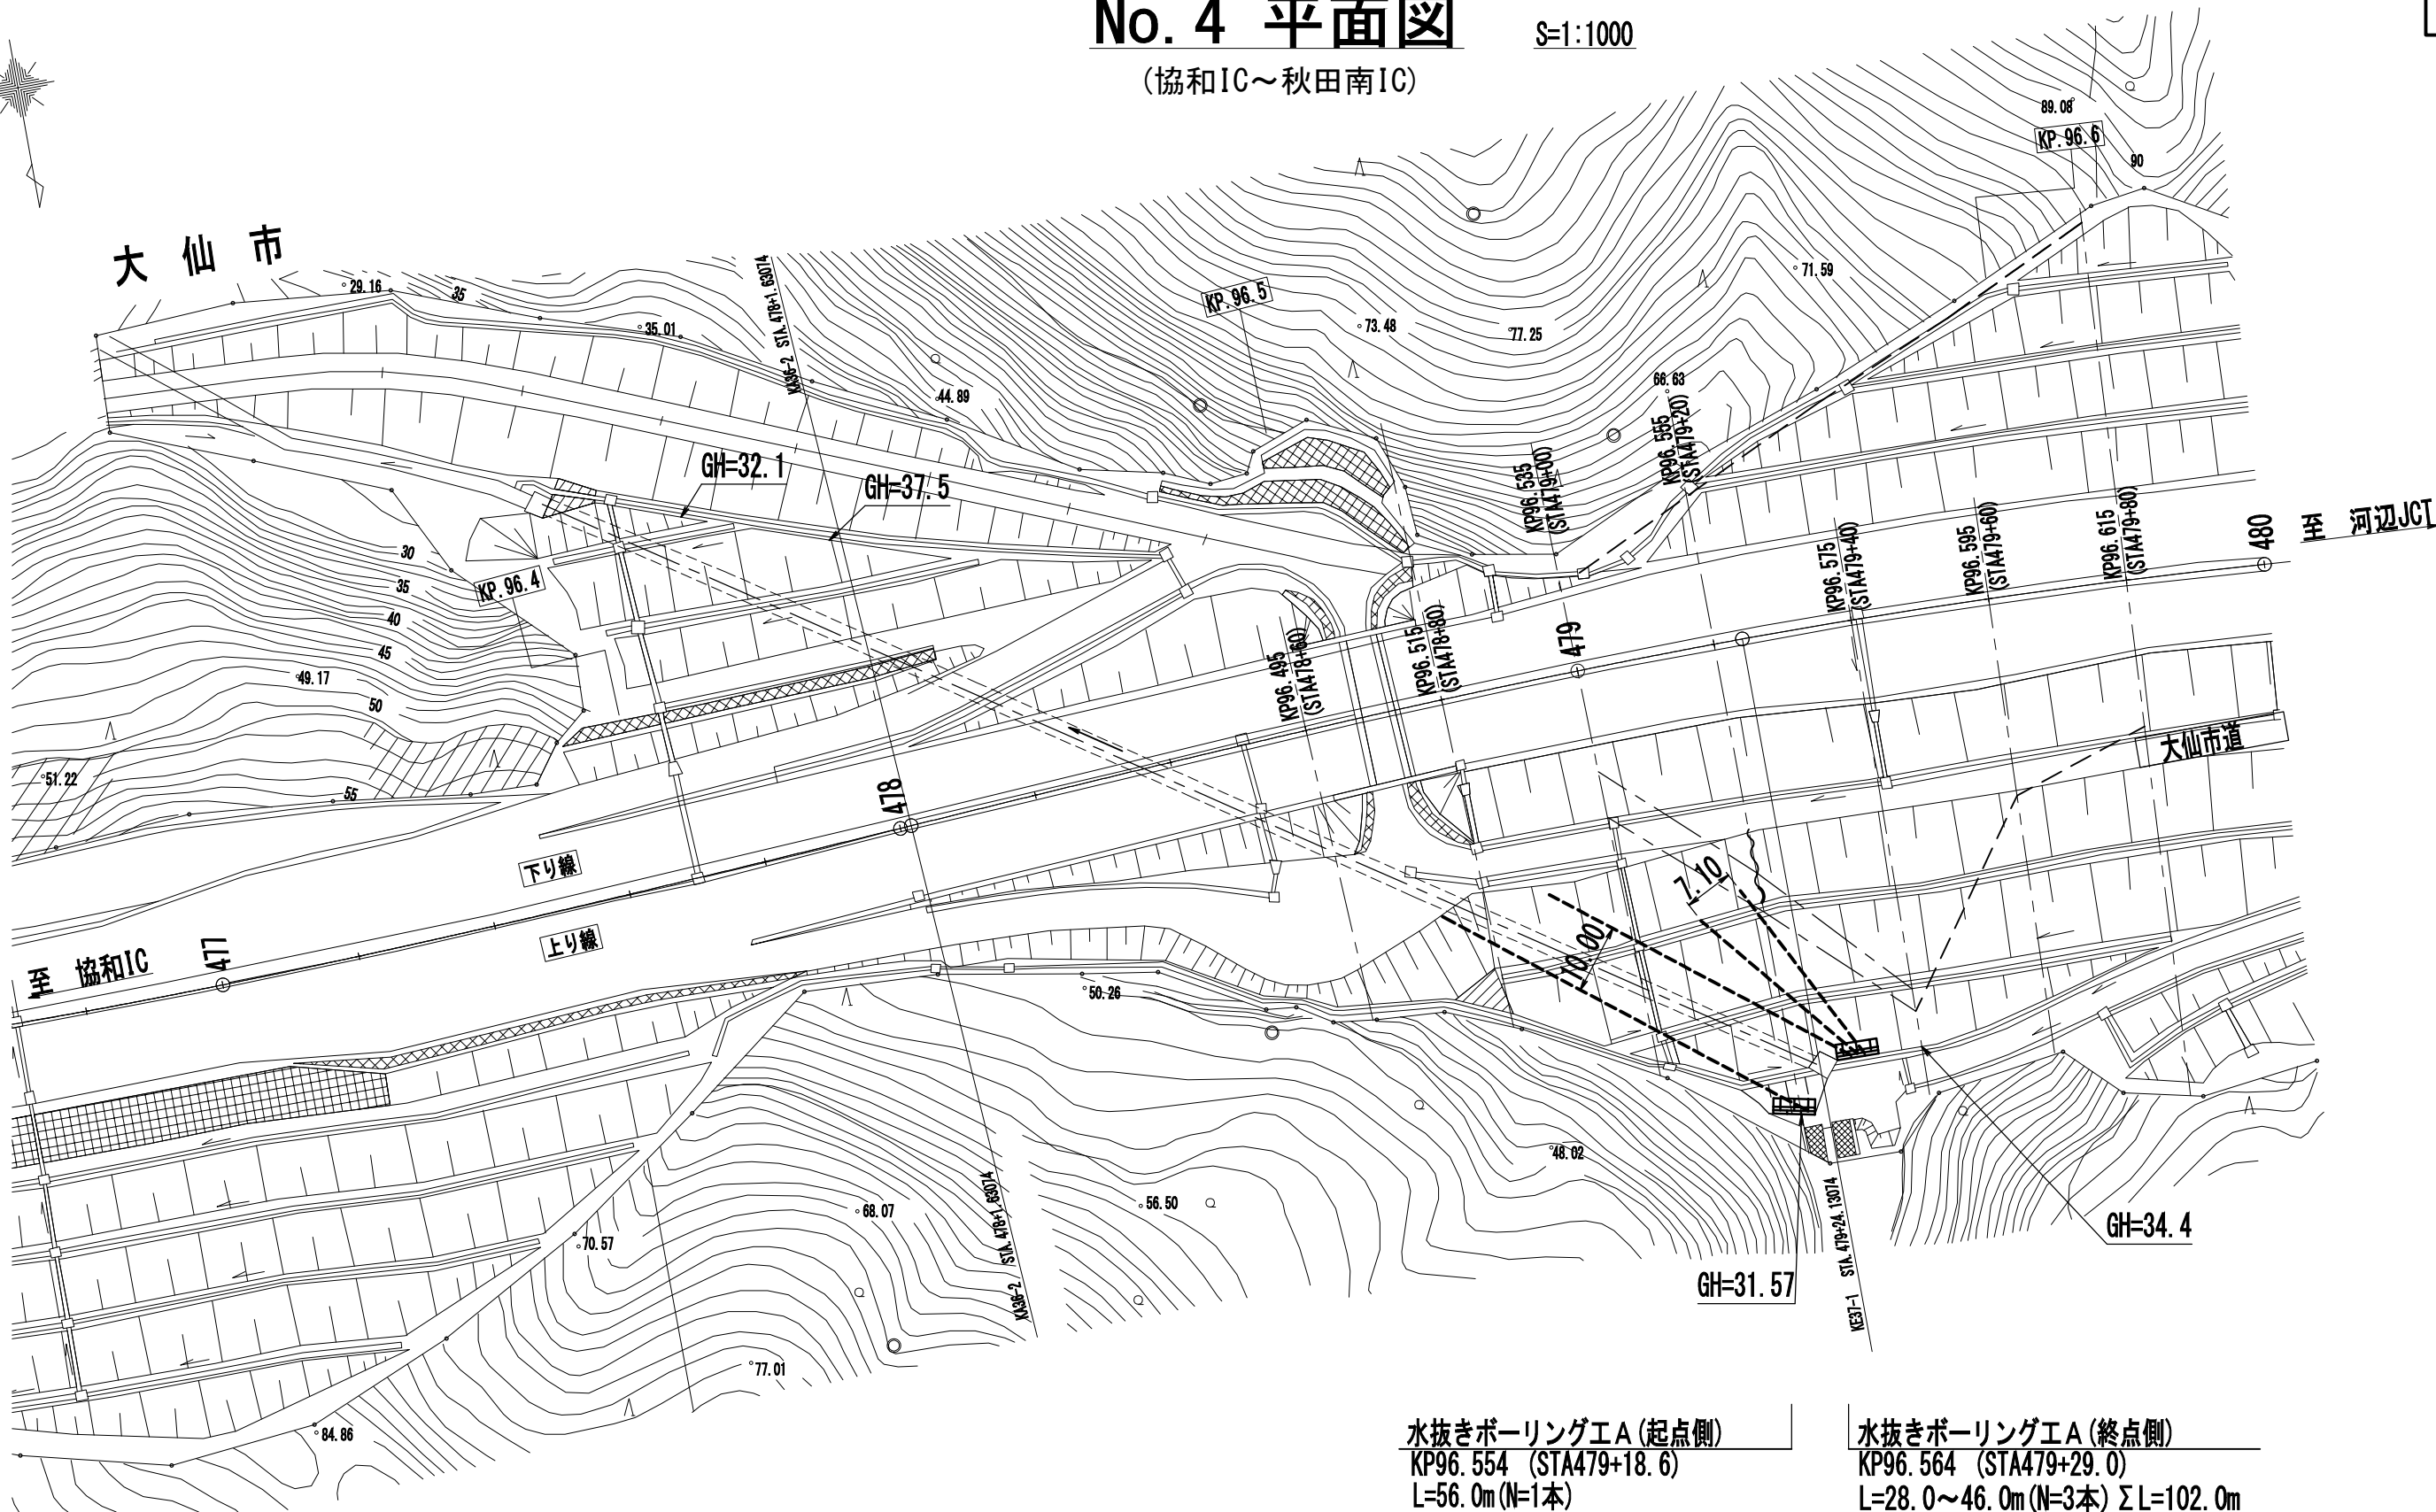 No. 4 平面図
S=1:1000
(協和IC～秋田南IC)
大仙市
89.08
KP. 96.6
90
29.16
35
35.01
KA36-2 STA. 478+1.63074
44.89
KP. 96.5
73.48
77.25
71.59
66.63
GH=32.1
GH=37.5
KP96.535
(STA479+00)
KP96.555
(STA479+20)
KP96.575
(STA479+40)
KP96.595
(STA479+60)
KP96.615
(STA479+80)
480
至 河辺JCT
30
35
40
45
49.17
50
51.22
55
KP. 96.4
KP96.495
(STA478+60)
KP96.515
(STA478+80)
479
大仙市道
478
下り線
上り線
至 協和IC
477
7.10
10.00
50.26
48.02
56.50
68.07
70.57
77.01
84.86
KA36-2 STA. 478+1.63074
KE37-1 STA. 479+24.13074
GH=34.4
GH=31.57
水抜きボーリング工A(起点側)
KP96.554 (STA479+18.6)
L=56.0m(N=1本)
水抜きボーリング工A(終点側)
KP96.564 (STA479+29.0)
L=28.0～46.0m(N=3本)ΣL=102.0m